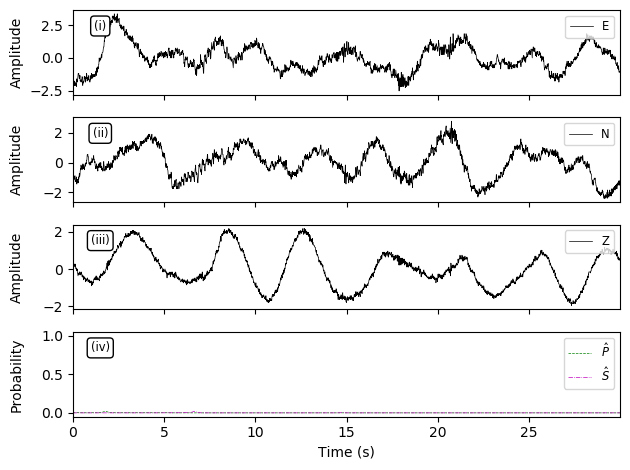 (i)
E
Amplitude
2.5
0.0
−2.5
(ii)
N
Amplitude
2
0
−2
(iii)
Z
Amplitude
2
0
−2
(iv)
P̂
Ŝ
Probability
1.0
0.5
0.0
0 5 10 15 20 25
Time (s)